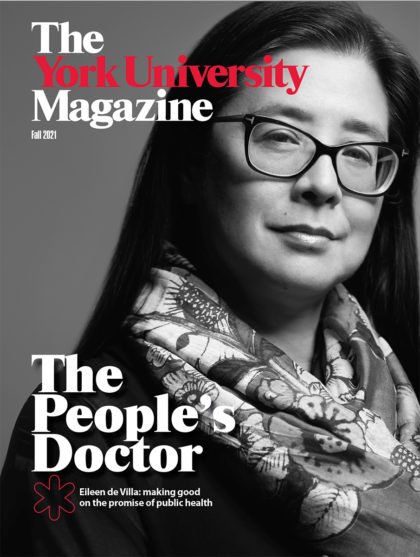 The
York University
Magazine
Fall 2021
The
People's
Doctor
Eileen de Villa: making good
on the promise of public health